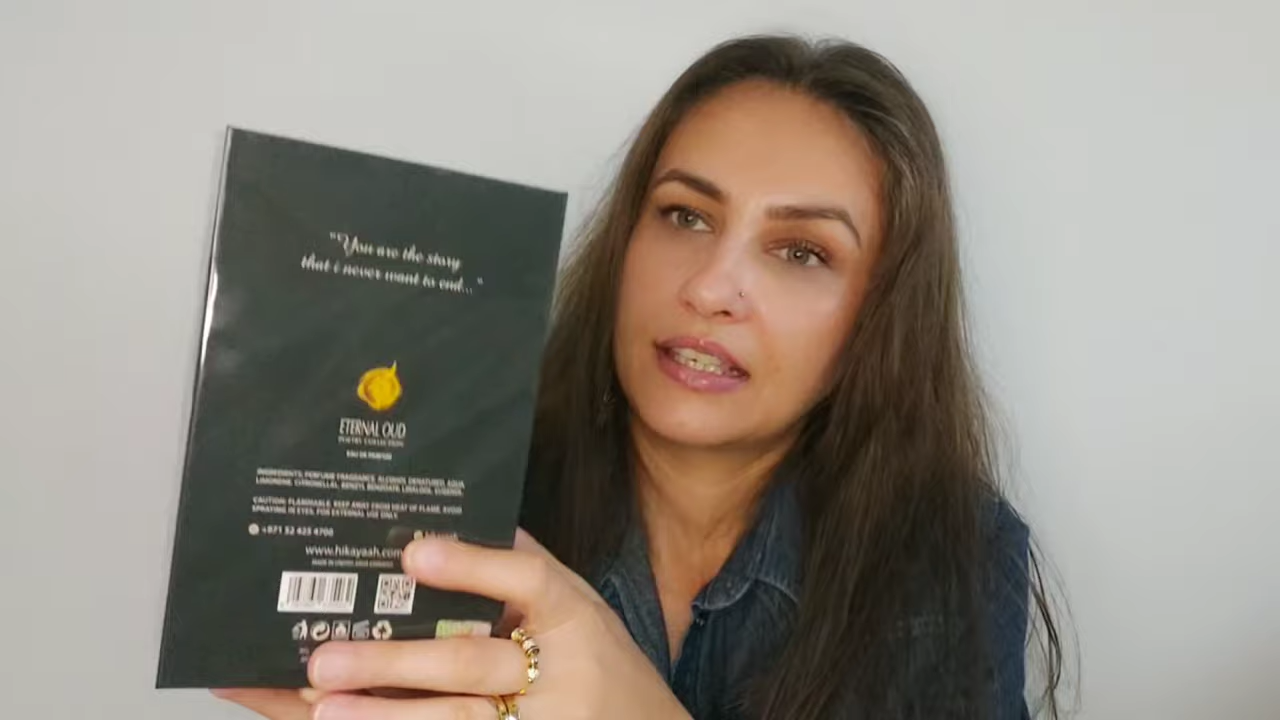 "You are the story
that i never want to end..."
ETERNAL OUD
POETRY COLLECTION
EAU DE PARFUM
INGREDIENTS: PERFUME FRAGRANCE, ALCOHOL DENATURED, AQUA,
LIMONENE, CITRONELLAL, BENZYL BENZOATE, LINALOOL, EUGENOL
CAUTION: FLAMMABLE, KEEP AWAY FROM HEAT OF FLAME, AVOID
SPRAYING IN EYES, FOR EXTERNAL USE ONLY.
+971 52 425 4700
www.hikayaah.com
MADE IN UNITED ARAB EMIRATES